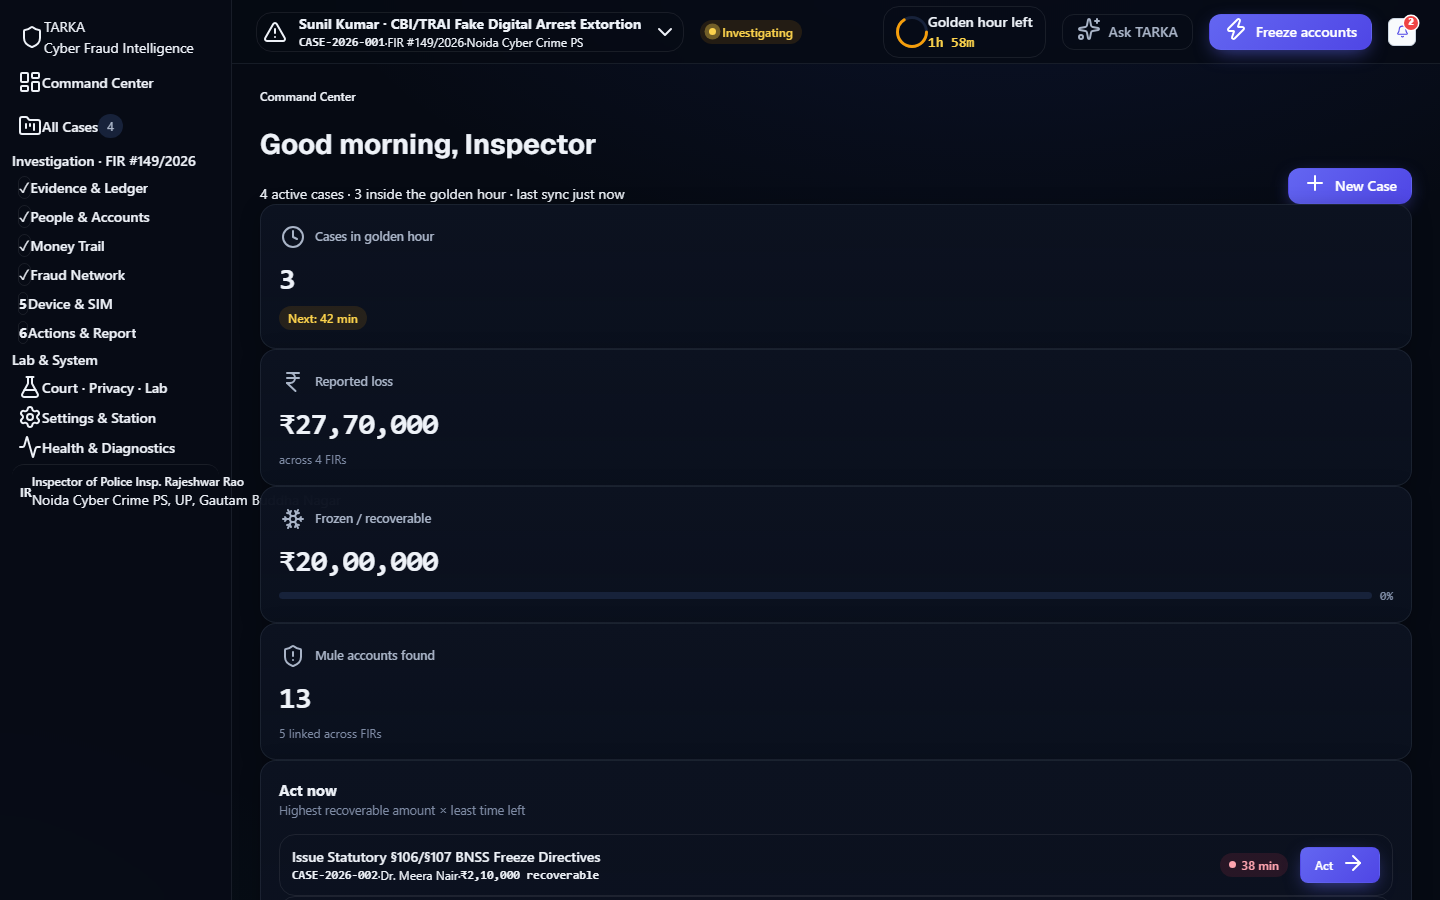 TARKA
Cyber Fraud Intelligence
Command Center
All Cases 4
Investigation · FIR #149/2026
✓Evidence & Ledger
✓People & Accounts
✓Money Trail
✓Fraud Network
5Device & SIM
6Actions & Report
Lab & System
Court · Privacy · Lab
Settings & Station
Health & Diagnostics
IR
Inspector of Police Insp. Rajeshwar Rao
Noida Cyber Crime PS, UP, Gautam B
Sunil Kumar · CBI/TRAI Fake Digital Arrest Extortion
CASE-2026-001·FIR #149/2026·Noida Cyber Crime PS
Investigating
Golden hour left
1h 58m
Ask TARKA
Freeze accounts
2
Command Center
Good morning, Inspector
4 active cases · 3 inside the golden hour · last sync just now
New Case
Cases in golden hour
3
Next: 42 min
Reported loss
₹27,70,000
across 4 FIRs
Frozen / recoverable
₹20,00,000
0%
Mule accounts found
13
5 linked across FIRs
Act now
Highest recoverable amount × least time left
Issue Statutory §106/§107 BNSS Freeze Directives
CASE-2026-002·Dr. Meera Nair·₹2,10,000 recoverable
38 min
Act